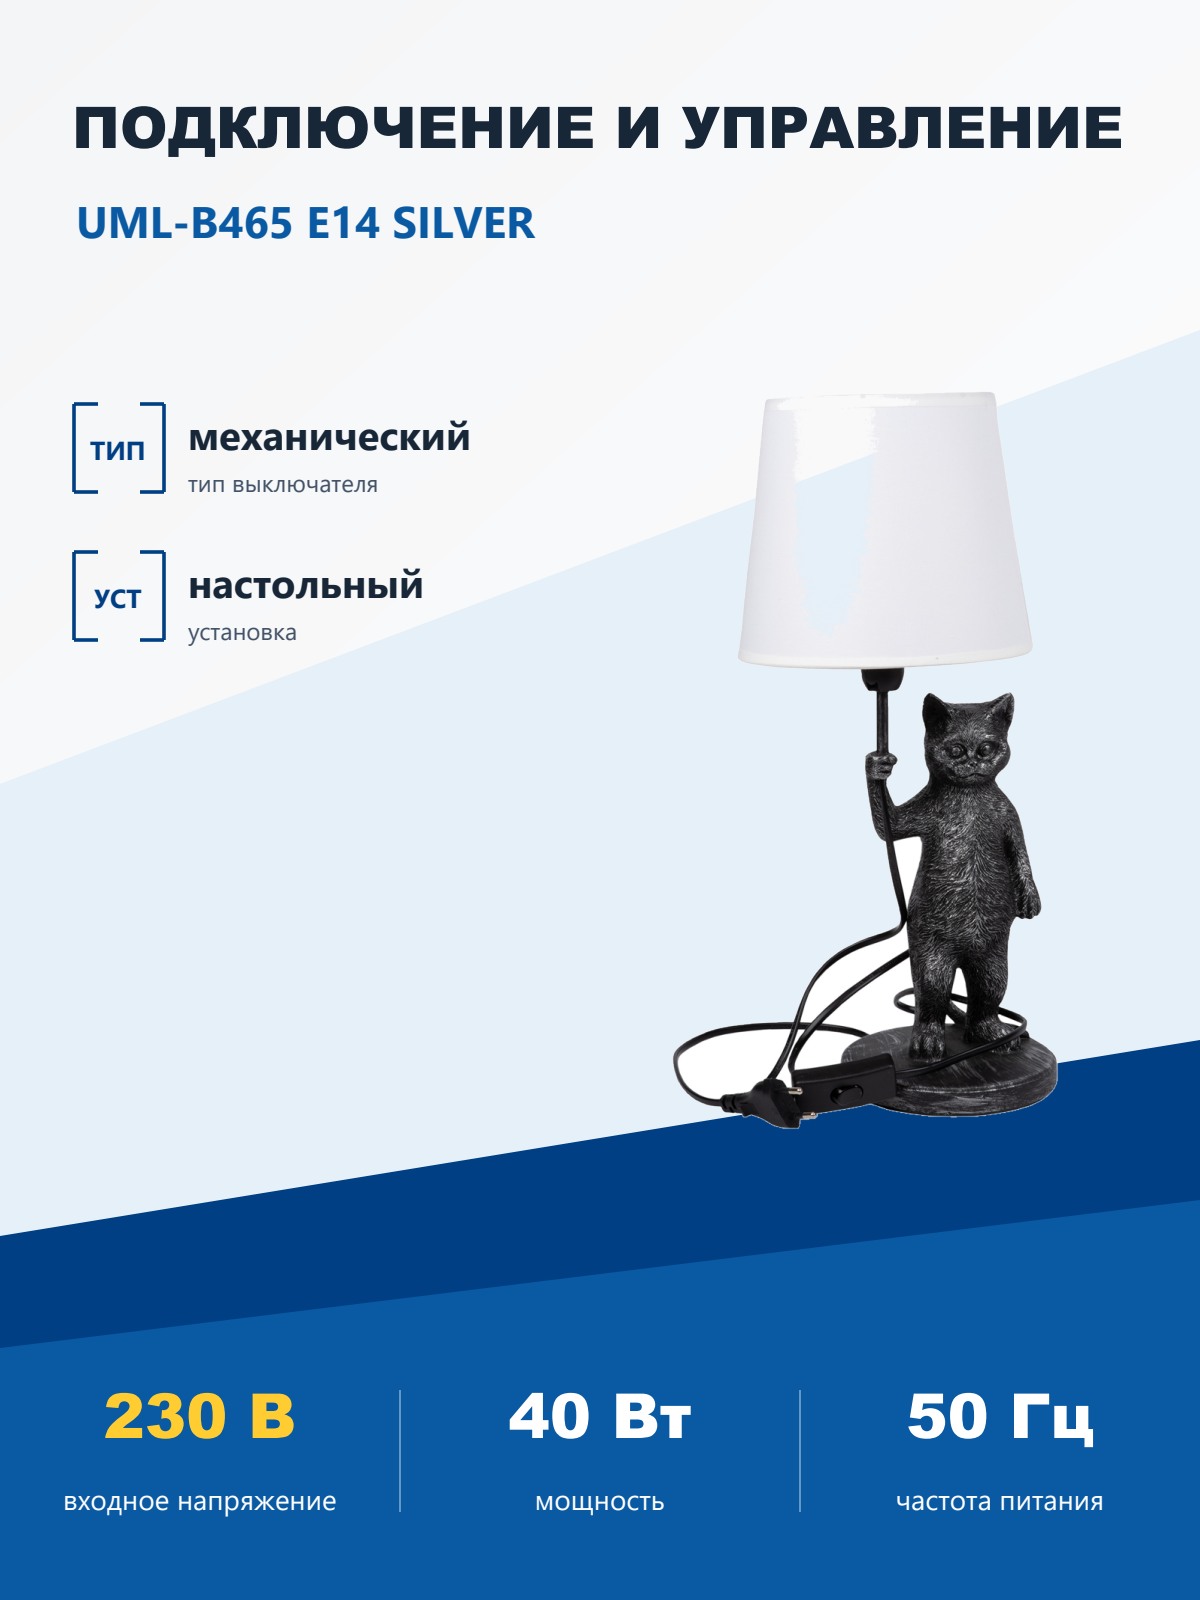 ПОДКЛЮЧЕНИЕ И УПРАВЛЕНИЕ
UML-B465 E14 SILVER
ТИП
механический
тип выключателя
УСТ
настольный
установка
230 В
входное напряжение
40 Вт
мощность
50 Гц
частота питания